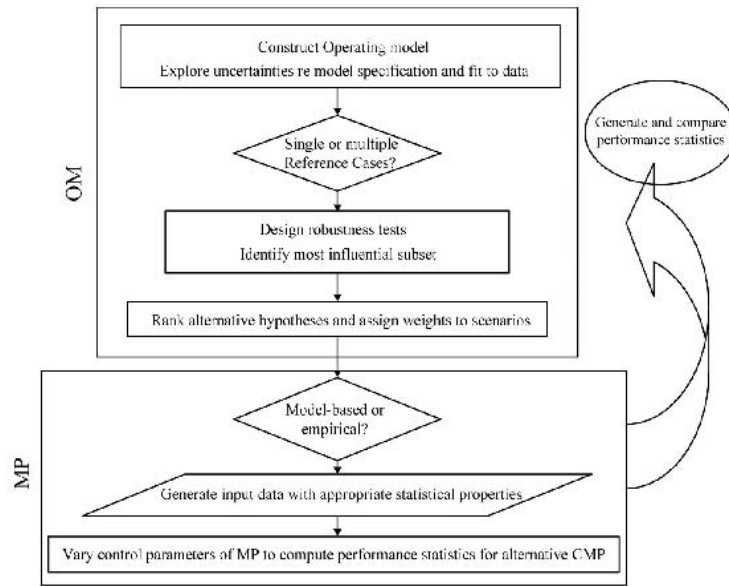 Construct Operating model
Explore uncertainties re model specification and fit to data
Single or multiple
Reference Cases?
OM
Design robustness tests
Identify most influential subset
Rank alternative hypotheses and assign weights to scenarios
Generate and compare
performance statistics
Model-based or
empirical?
MP
Generate input data with appropriate statistical properties
Vary control parameters of MP to compute performance statistics for alternative CMP